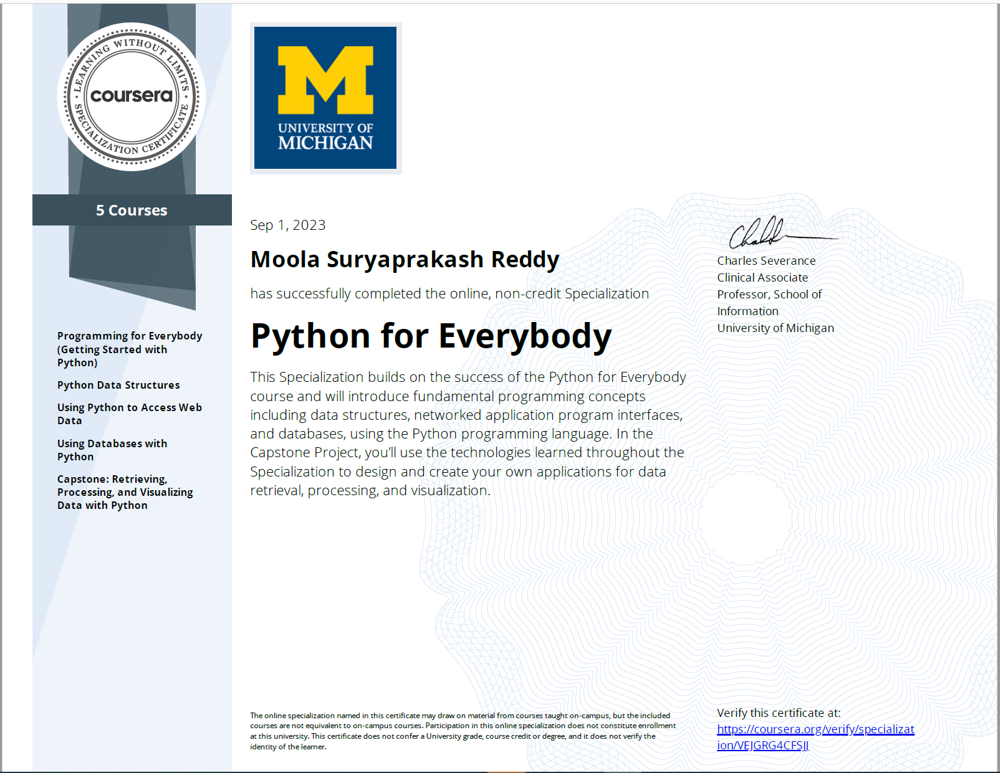 LEARNING WITHOUT LIMITS
coursera
SPECIALIZATION CERTIFICATE
5 Courses
Programming for Everybody
(Getting Started with
Python)
Python Data Structures
Using Python to Access Web
Data
Using Databases with
Python
Capstone: Retrieving,
Processing, and Visualizing
Data with Python
M
UNIVERSITY OF
MICHIGAN
Sep 1, 2023
Moola Suryaprakash Reddy
has successfully completed the online, non-credit Specialization
Python for Everybody
This Specialization builds on the success of the Python for Everybody
course and will introduce fundamental programming concepts
including data structures, networked application program interfaces,
and databases, using the Python programming language. In the
Capstone Project, you’ll use the technologies learned throughout the
Specialization to design and create your own applications for data
retrieval, processing, and visualization.
Charles Severance
Clinical Associate
Professor, School of
Information
University of Michigan
The online specialization named in this certificate may draw on material from courses taught on-campus, but the included
courses are not equivalent to on-campus courses. Participation in this online specialization does not constitute enrollment
at this university. This certificate does not confer a University grade, course credit or degree, and it does not verify the
identity of the learner.
Verify this certificate at:
https://coursera.org/verify/specializat
ion/VEJGRG4CFSJJ